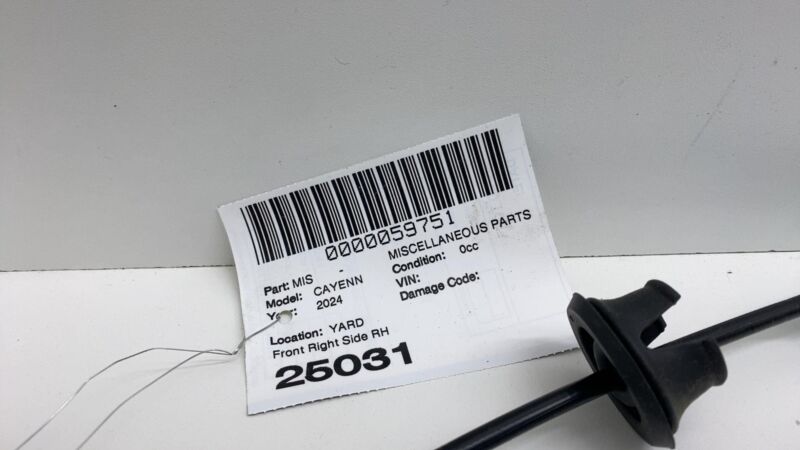 0000059751
Part: MIS - MISCELLANEOUS PARTS
Model: CAYENN Condition: 0cc
2024 VIN:
Damage Code:
Location: YARD
Front Right Side RH
25031